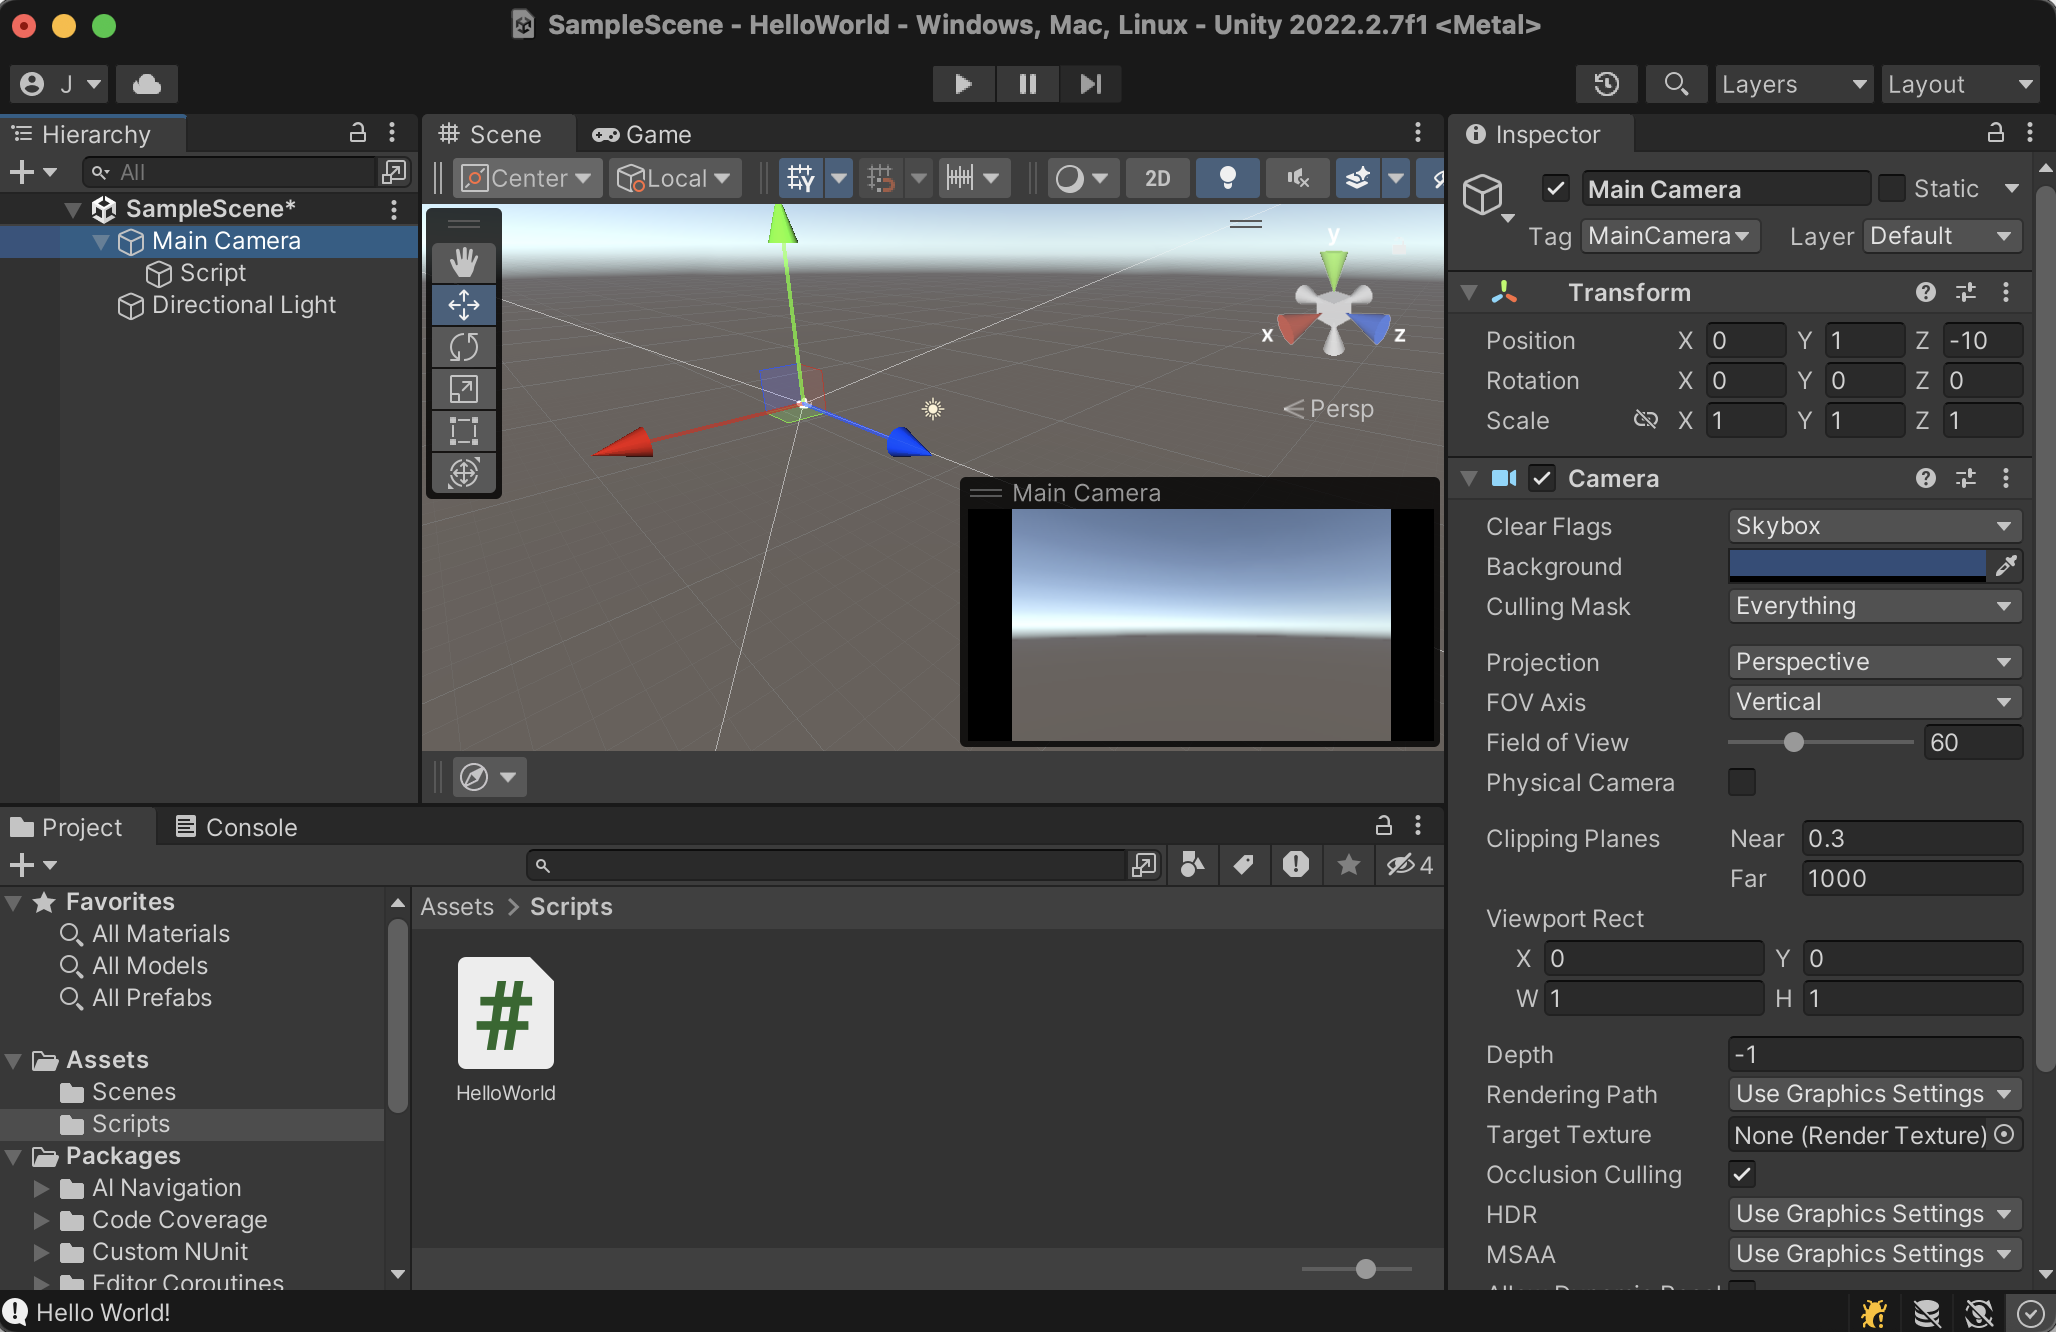 SampleScene - HelloWorld - Windows, Mac, Linux - Unity 2022.2.7f1 <Metal>
J
Layers
Layout
Hierarchy
All
SampleScene*
Main Camera
Script
Directional Light
Scene
Game
Center
Local
2D
y
x
z
Persp
Main Camera
Inspector
Main Camera
Static
Tag MainCamera Layer Default
Transform
Position X 0 Y 1 Z -10
Rotation X 0 Y 0 Z 0
Scale X 1 Y 1 Z 1
Camera
Clear Flags Skybox
Background
Culling Mask Everything
Projection Perspective
FOV Axis Vertical
Field of View 60
Physical Camera
Clipping Planes Near 0.3
Far 1000
Viewport Rect
X 0 Y 0
W 1 H 1
Depth -1
Rendering Path Use Graphics Settings
Target Texture None (Render Texture)
Occlusion Culling
HDR Use Graphics Settings
MSAA Use Graphics Settings
Project
Console
4
Favorites
All Materials
All Models
All Prefabs
Assets
Scenes
Scripts
Packages
AI Navigation
Code Coverage
Custom NUnit
Editor Coroutines
Assets > Scripts
#
HelloWorld
Hello World!